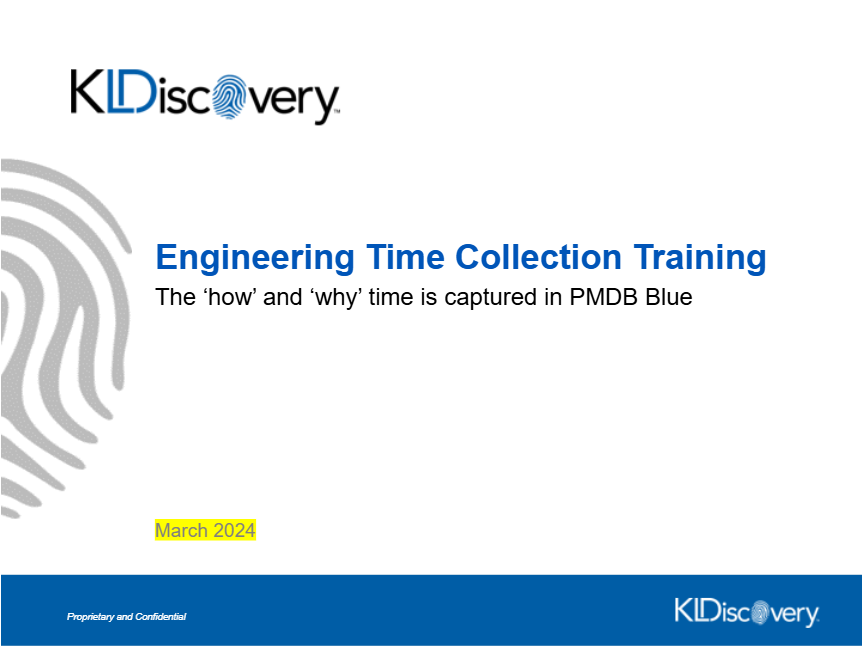 KLDiscovery™
Engineering Time Collection Training
The ‘how’ and ‘why’ time is captured in PMDB Blue
March 2024
Proprietary and Confidential
KLDiscovery